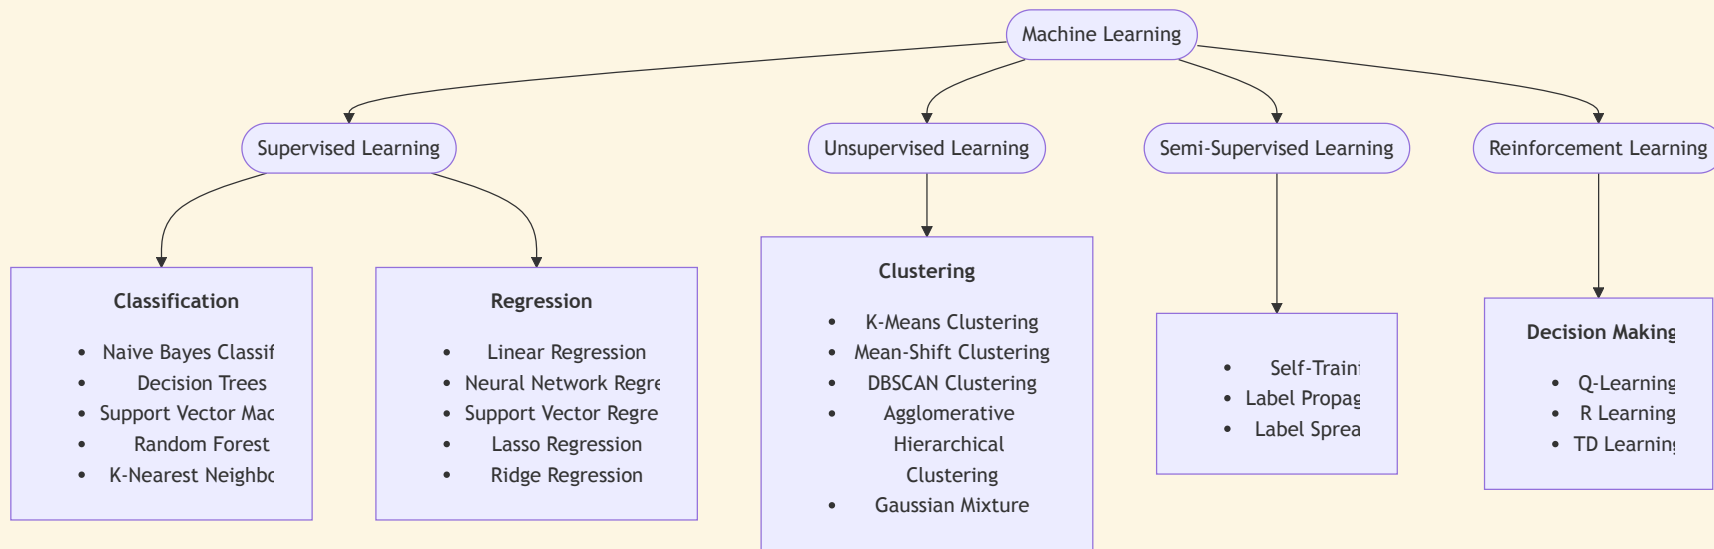 Machine Learning
Supervised Learning
Unsupervised Learning
Semi-Supervised Learning
Reinforcement Learning
Classification
• Naive Bayes Classif
• Decision Trees
• Support Vector Mac
• Random Forest
• K-Nearest Neighbo
Regression
• Linear Regression
• Neural Network Regre
• Support Vector Regre
• Lasso Regression
• Ridge Regression
Clustering
• K-Means Clustering
• Mean-Shift Clustering
• DBSCAN Clustering
• Agglomerative
Hierarchical
Clustering
• Gaussian Mixture
• Self-Traini
• Label Propag
• Label Sprea
Decision Making
• Q-Learning
• R Learning
• TD Learning